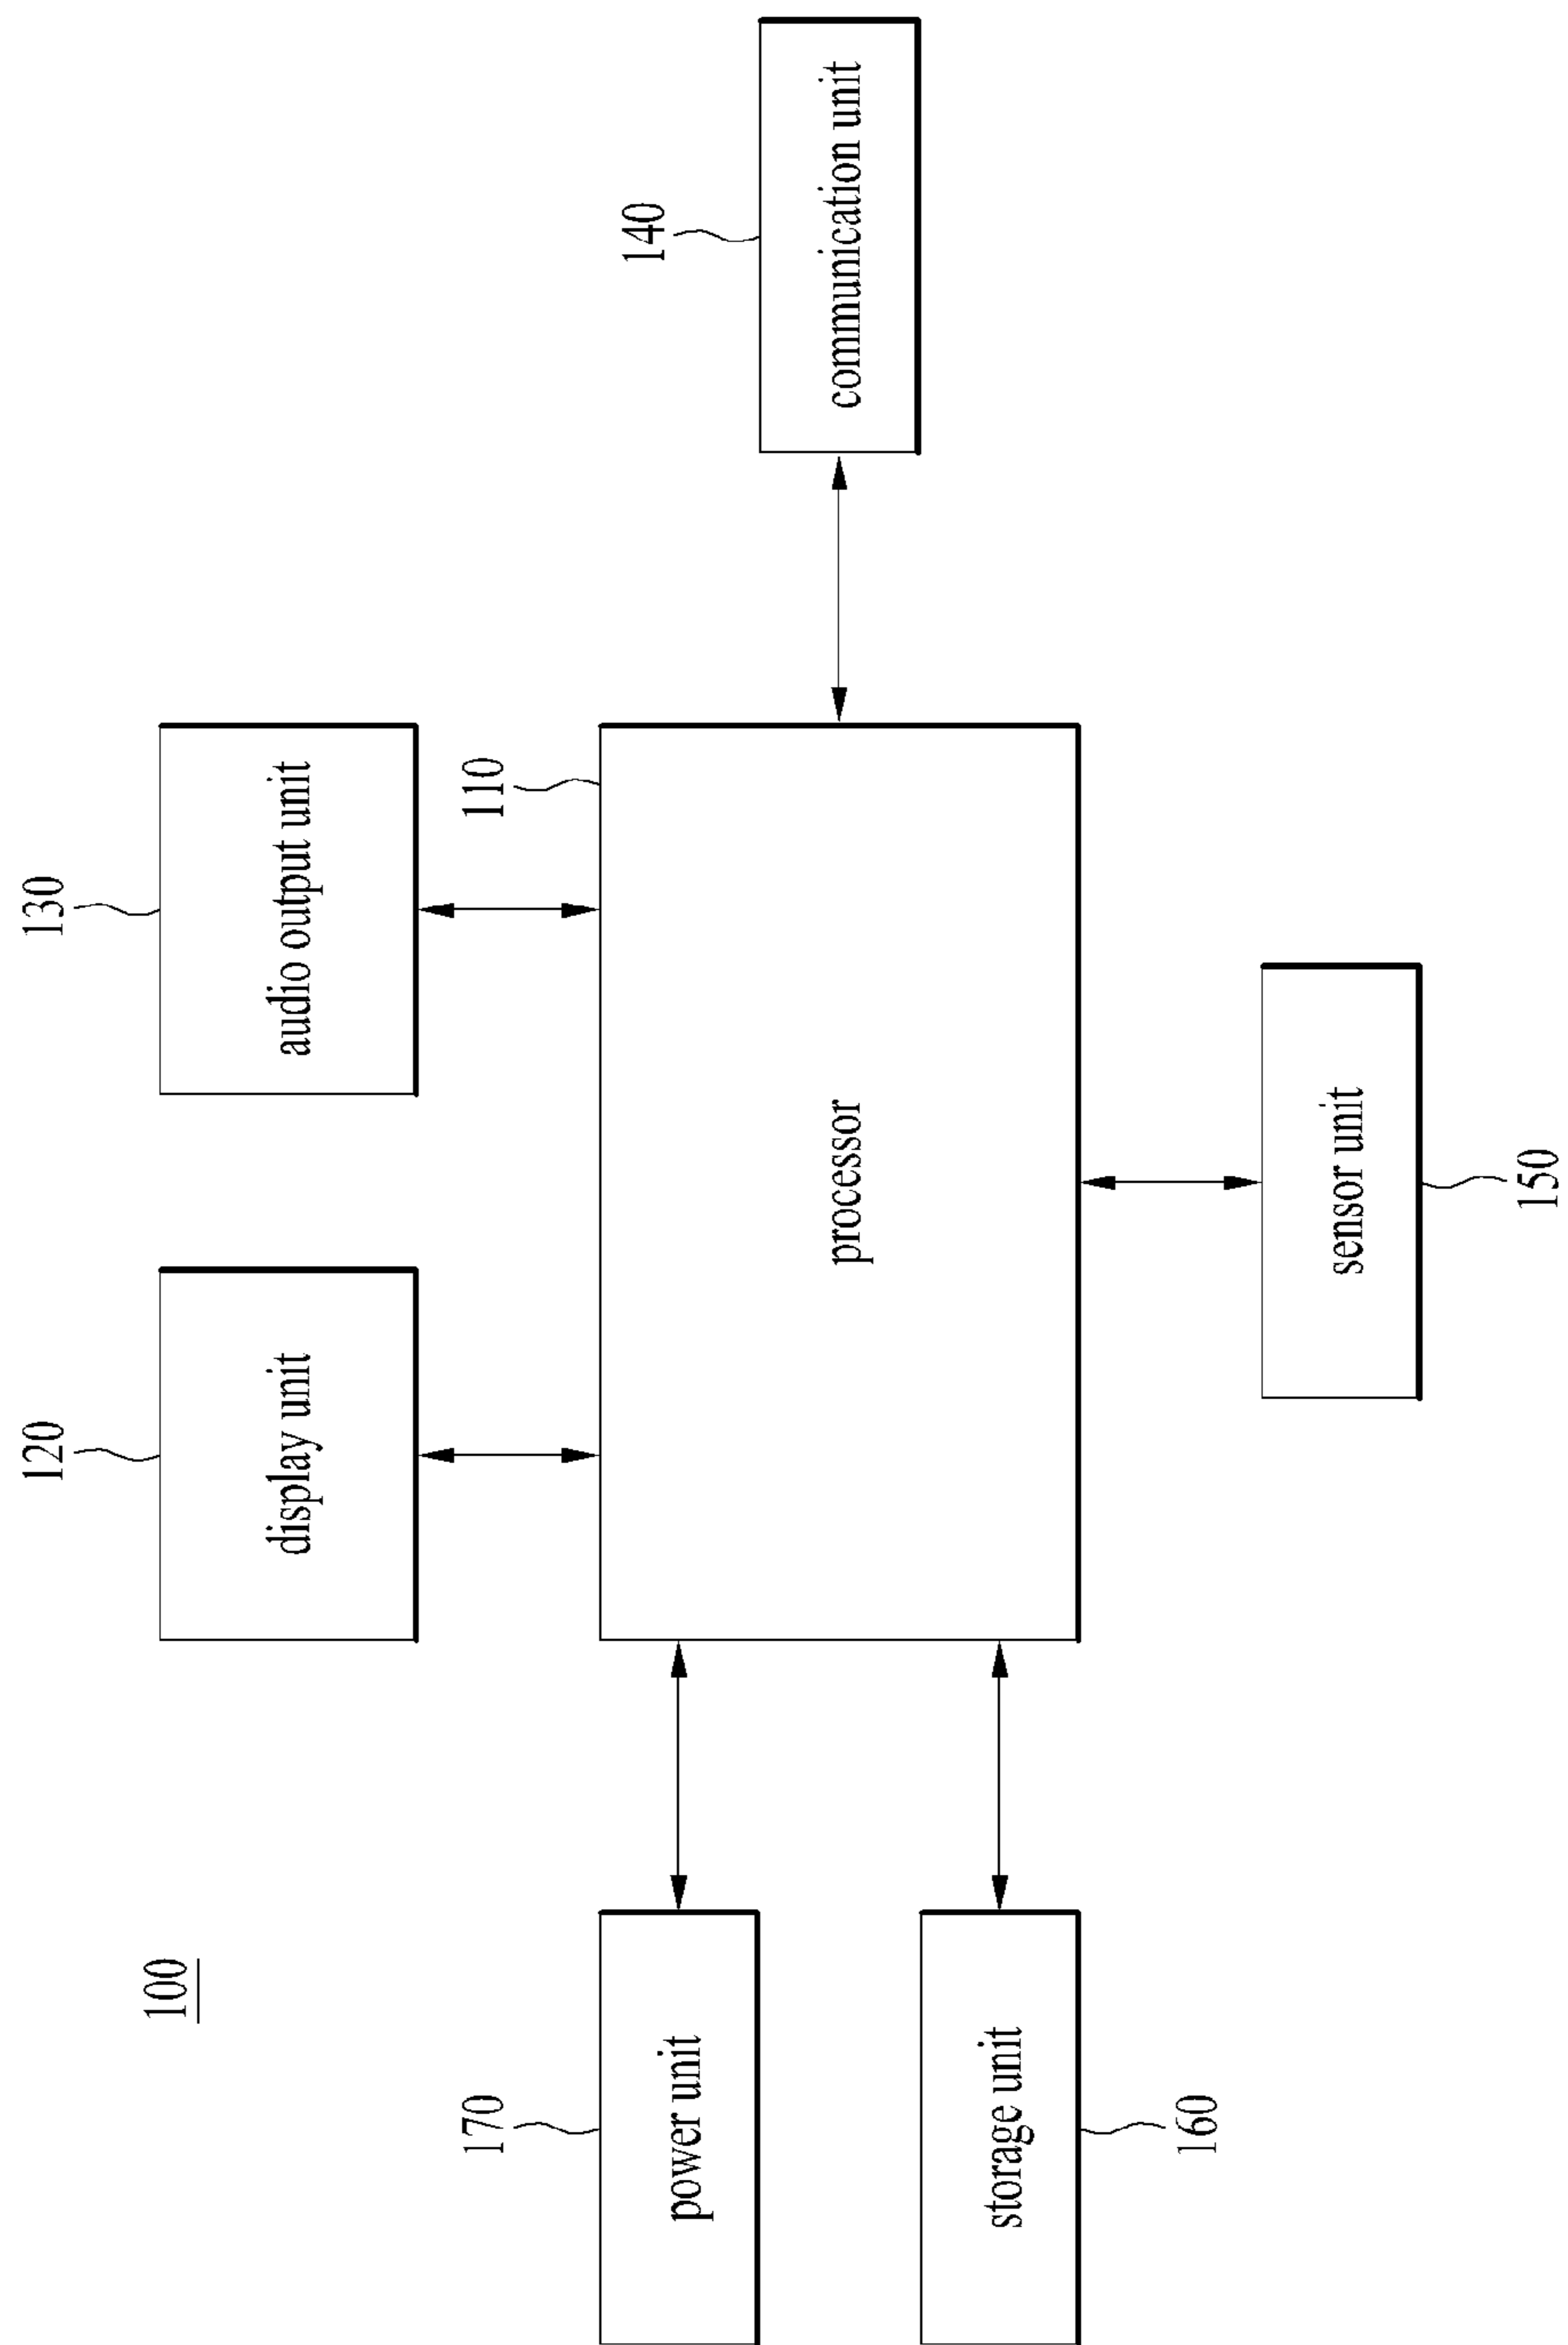 100
120
display unit
130
audio output unit
170
power unit
110
processor
140
communication unit
storage unit
160
sensor unit
150